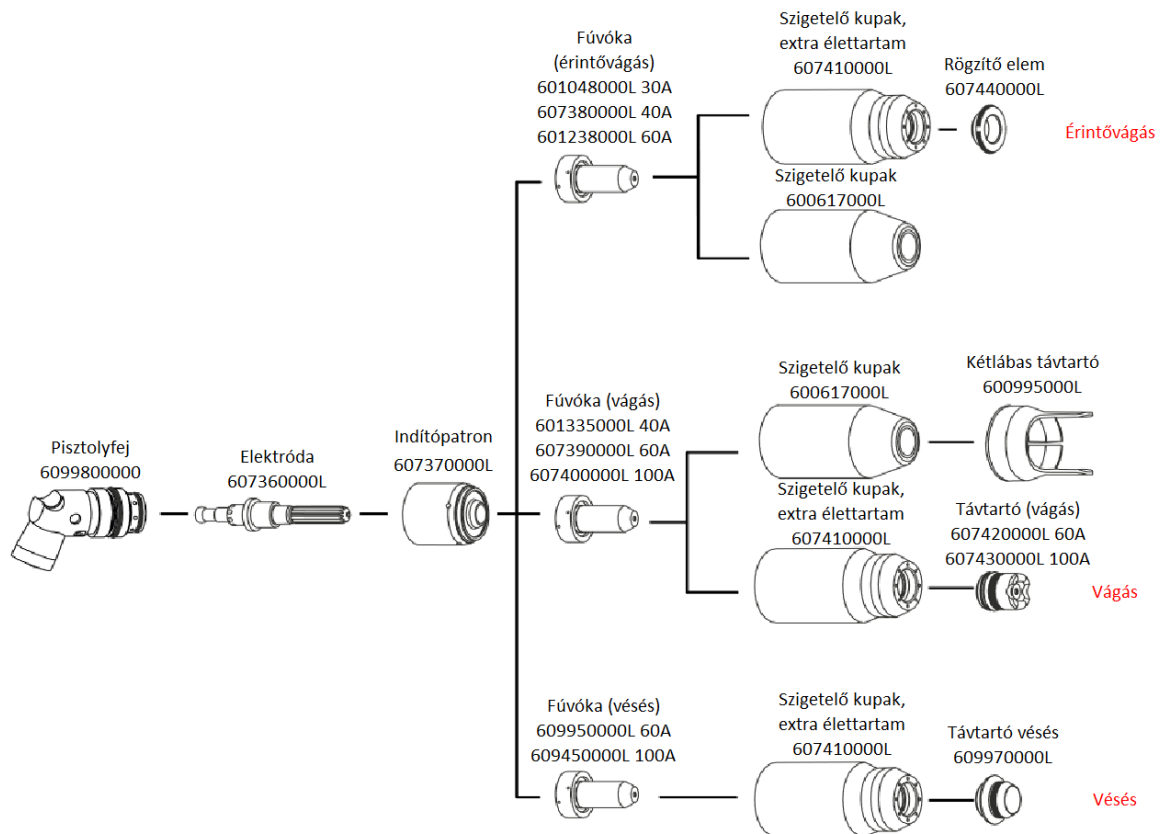 Pisztolyfej
6099800000
Elektróda
607360000L
Indítópatron
607370000L
Fúvóka
(érintővágás)
601048000L 30A
607380000L 40A
601238000L 60A
Szigetelő kupak,
extra élettartam
607410000L
Rögzítő elem
607440000L
Érintővágás
Szigetelő kupak
600617000L
Fúvóka (vágás)
601335000L 40A
607390000L 60A
607400000L 100A
Szigetelő kupak
600617000L
Kétlábas távtartó
600995000L
Szigetelő kupak,
extra élettartam
607410000L
Távtartó (vágás)
607420000L 60A
607430000L 100A
Vágás
Fúvóka (vésés)
609950000L 60A
609450000L 100A
Szigetelő kupak,
extra élettartam
607410000L
Távtartó vésés
609970000L
Vésés